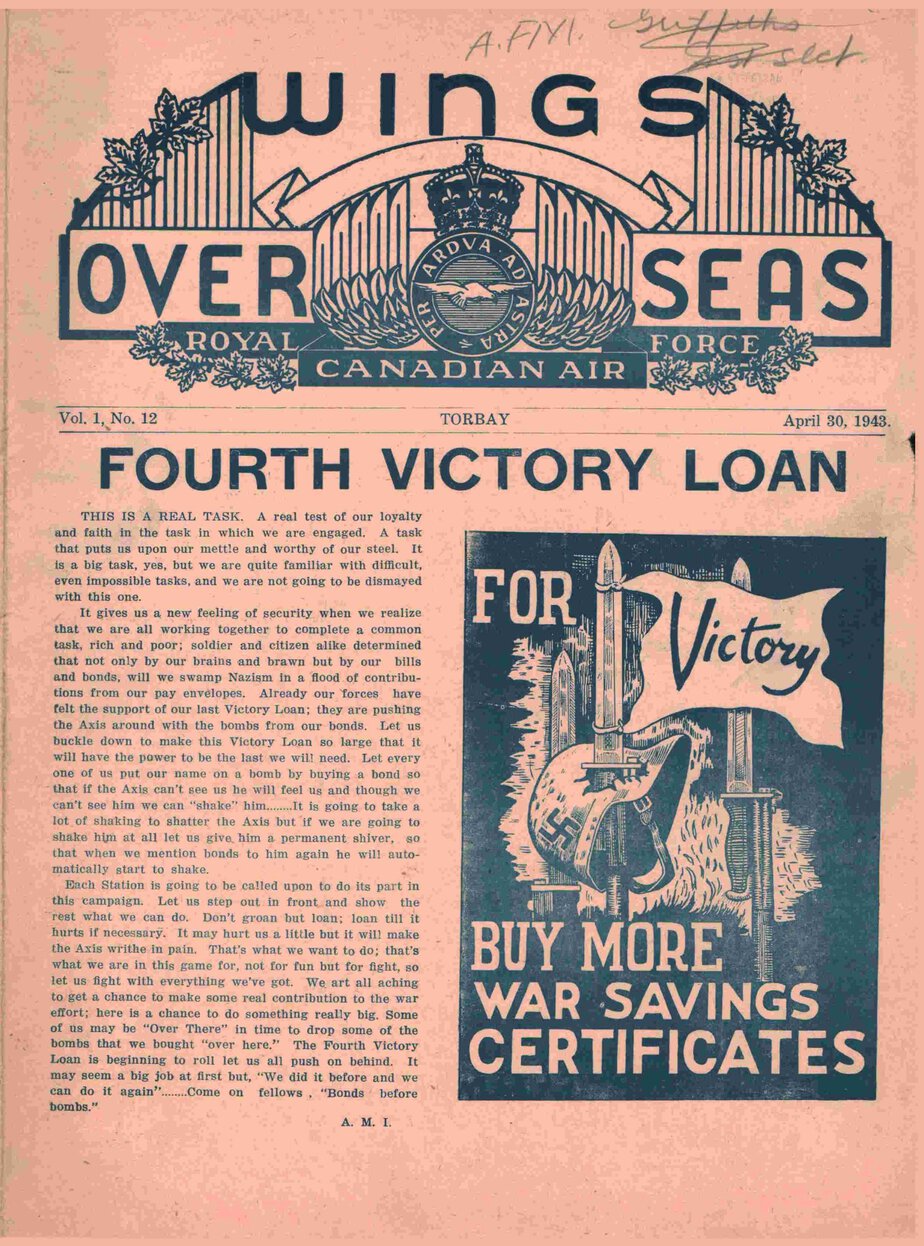 A. FIYI. Griffiths
WINGS
OVER SEAS
PER ARDVA AD ASTRA
ROYAL CANADIAN AIR FORCE
Vol. 1, No. 12 TORBAY April 30, 1943.
FOURTH VICTORY LOAN
THIS IS A REAL TASK. A real test of our loyalty
and faith in the task in which we are engaged. A task
that puts us upon our mettle and worthy of our steel. It
is a big task, yes, but we are quite familiar with difficult,
even impossible tasks, and we are not going to be dismayed
with this one.
It gives us a new feeling of security when we realize
that we are all working together to complete a common
task, rich and poor; soldier and citizen alike determined
that not only by our brains and brawn but by our bills
and bonds, will we swamp Nazism in a flood of contribu-
tions from our pay envelopes. Already our forces have
felt the support of our last Victory Loan; they are pushing
the Axis around with the bombs from our bonds. Let us
buckle down to make this Victory Loan so large that it
will have the power to be the last we will need. Let every
one of us put our name on a bomb by buying a bond so
that if the Axis can't see us he will feel us and though we
can't see him we can "shake" him........It is going to take a
lot of shaking to shatter the Axis but if we are going to
shake him at all let us give him a permanent shiver, so
that when we mention bonds to him again he will auto-
matically start to shake.
Each Station is going to be called upon to do its part in
this campaign. Let us step out in front and show the
rest what we can do. Don't groan but loan; loan till it
hurts if necessary. It may hurt us a little but it will make
the Axis writhe in pain. That's what we want to do; that's
what we are in this game for, not for fun but for fight, so
let us fight with everything we've got. We art all aching
to get a chance to make some real contribution to the war
effort; here is a chance to do something really big. Some
of us may be "Over There" in time to drop some of the
bombs that we bought "over here." The Fourth Victory
Loan is beginning to roll let us all push on behind. It
may seem a big job at first but, "We did it before and we
can do it again"........Come on fellows , "Bonds before
bombs."
A. M. I.
FOR
Victory
BUY MORE
WAR SAVINGS
CERTIFICATES